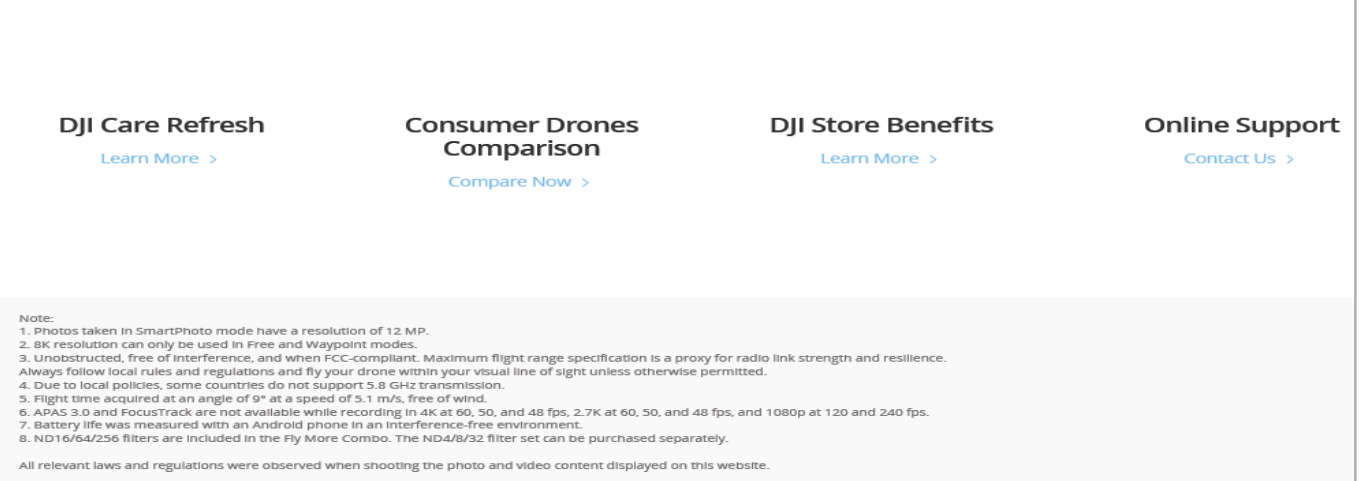 DJI Care Refresh
Learn More >
Consumer Drones
Comparison
Compare Now >
DJI Store Benefits
Learn More >
Online Support
Contact Us >
Note:
1. Photos taken in SmartPhoto mode have a resolution of 12 MP.
2. 8K resolution can only be used in Free and Waypoint modes.
3. Unobstructed, free of interference, and when FCC-compliant. Maximum flight range specification is a proxy for radio link strength and resilience.
Always follow local rules and regulations and fly your drone within your visual line of sight unless otherwise permitted.
4. Due to local policies, some countries do not support 5.8 GHz transmission.
5. Flight time acquired at an angle of 9° at a speed of 5.1 m/s, free of wind.
6. APAS 3.0 and FocusTrack are not available while recording in 4K at 60, 50, and 48 fps, 2.7K at 60, 50, and 48 fps, and 1080p at 120 and 240 fps.
7. Battery life was measured with an Android phone in an interference-free environment.
8. ND16/64/256 filters are included in the Fly More Combo. The ND4/8/32 filter set can be purchased separately.
All relevant laws and regulations were observed when shooting the photo and video content displayed on this website.